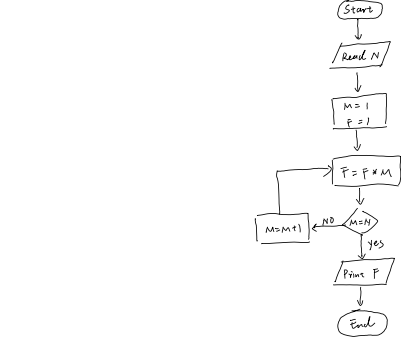 Start
Read N
M = 1
F = 1
F = F * M
M=N
NO
M=M+1
yes
Print F
End